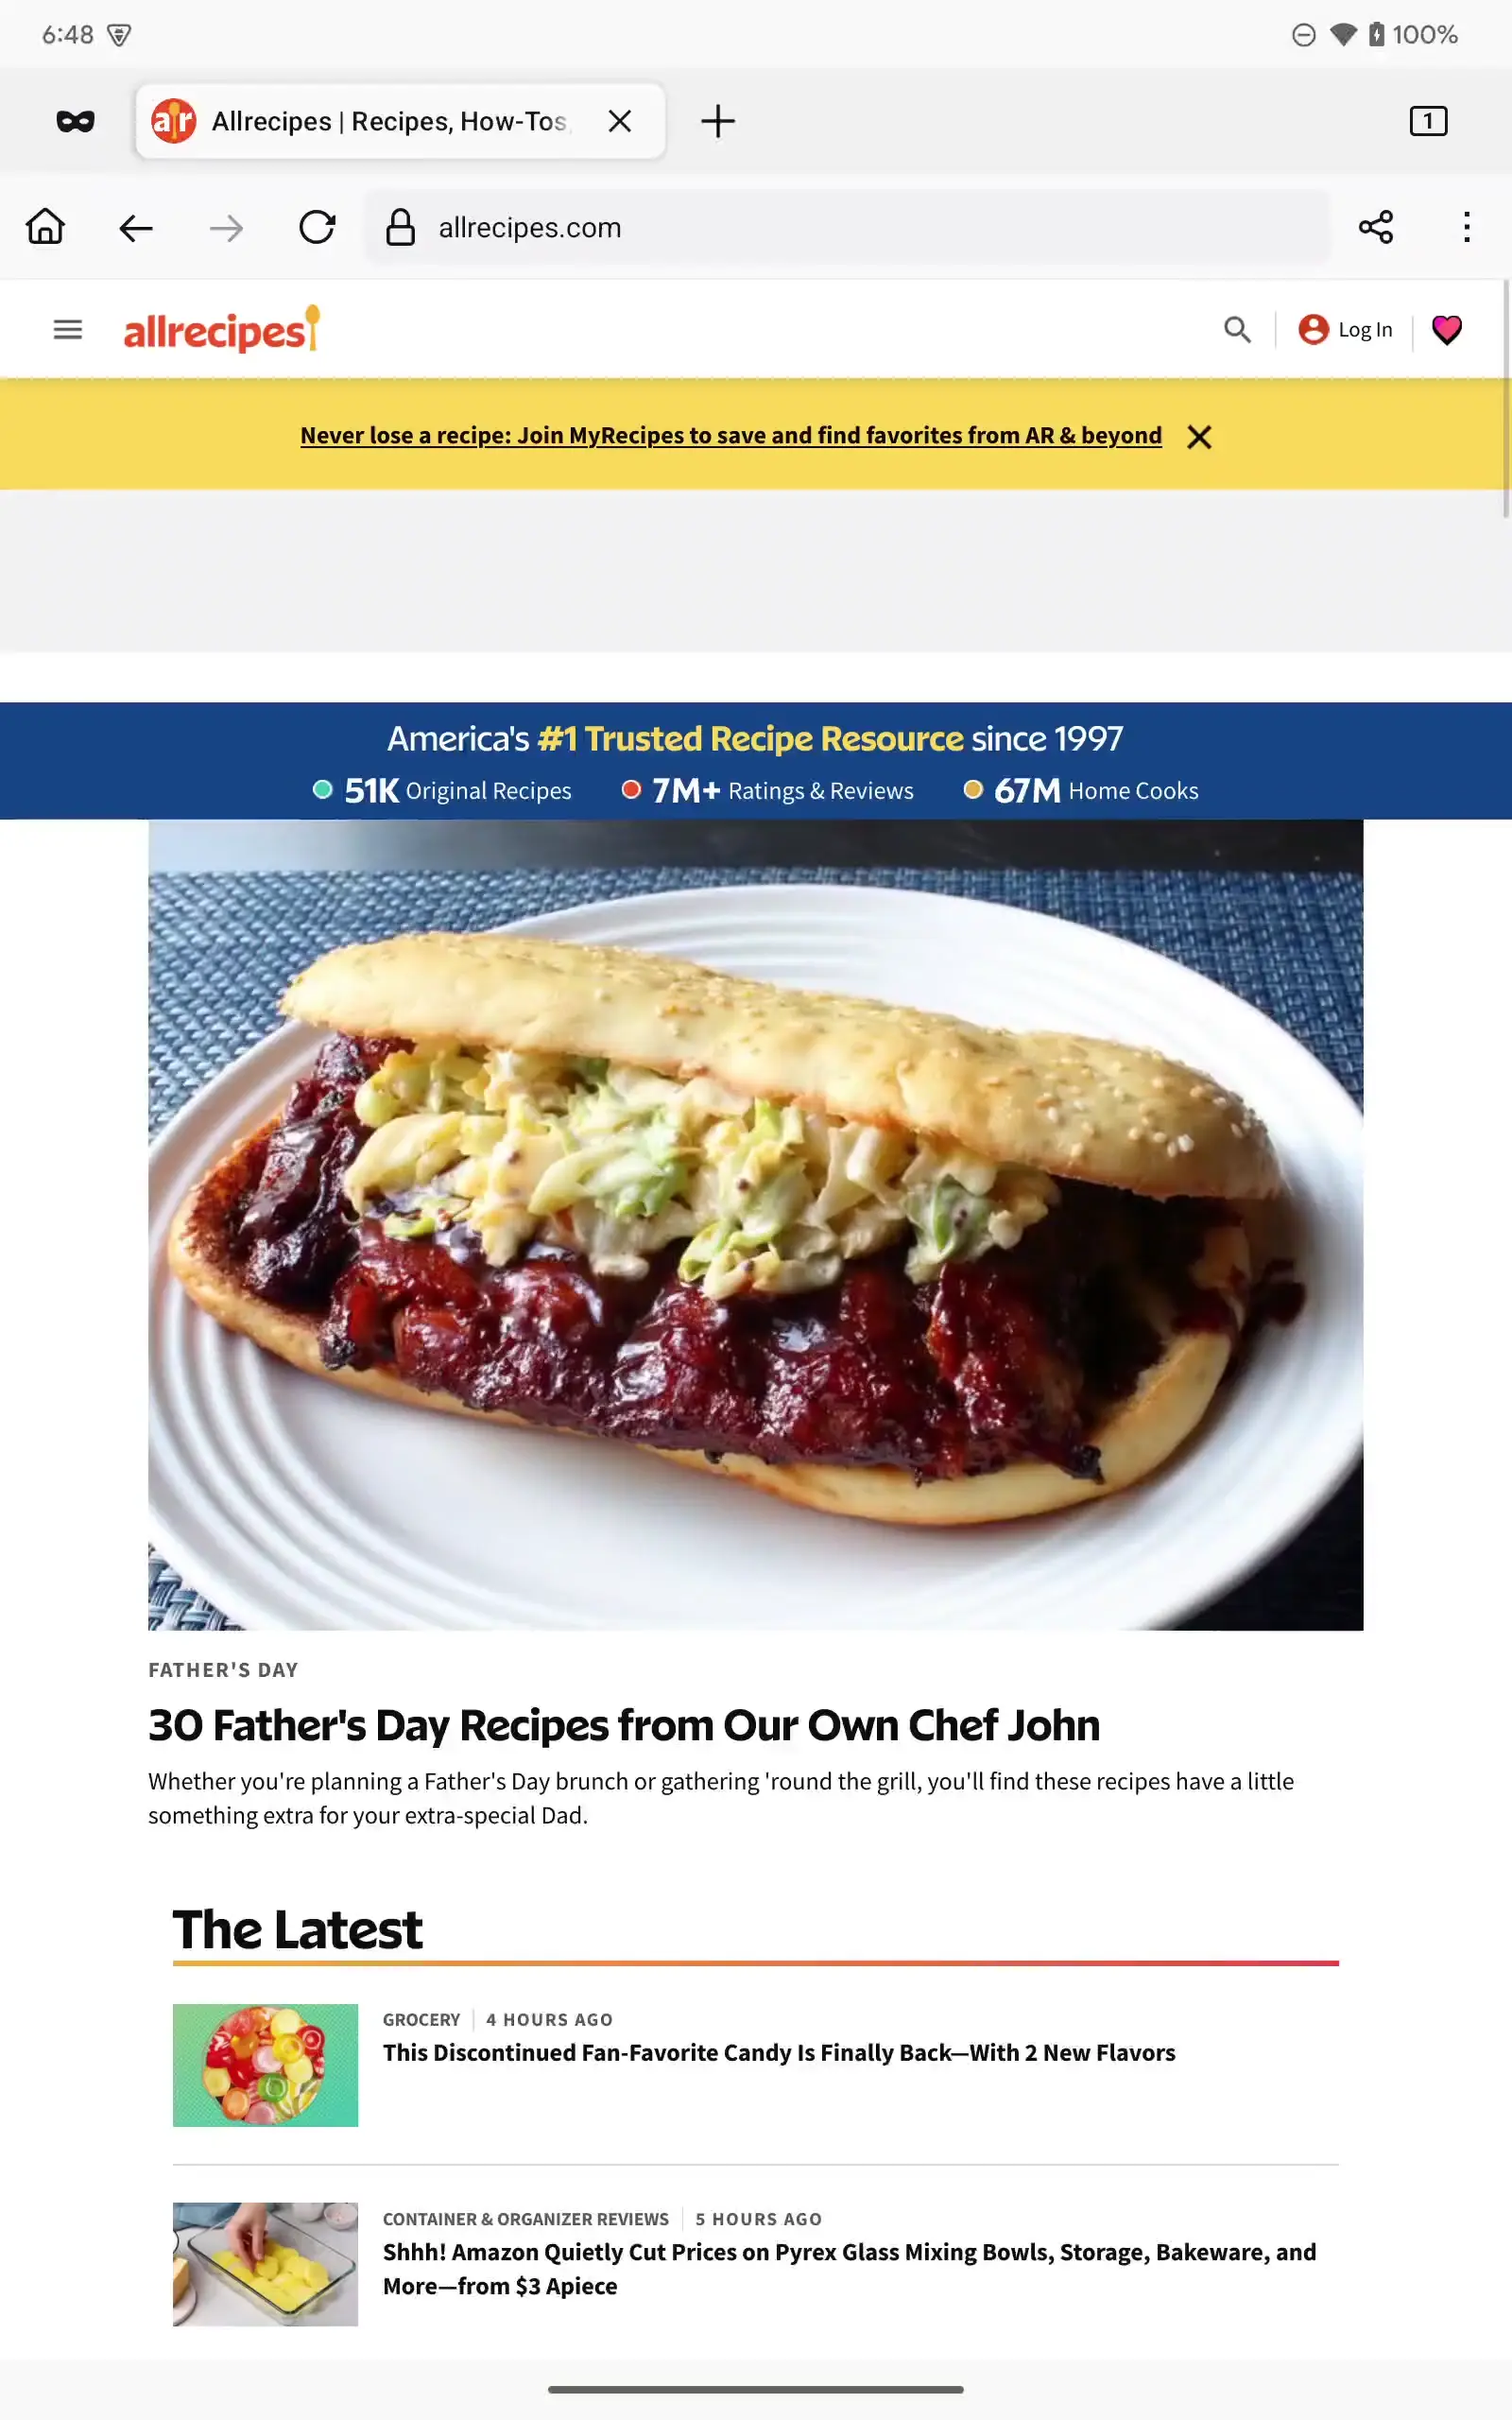 6:48
100%
Allrecipes | Recipes, How-Tos,
1
allrecipes.com
allrecipes
Log In
Never lose a recipe: Join MyRecipes to save and find favorites from AR & beyond
America's #1 Trusted Recipe Resource since 1997
51K Original Recipes 7M+ Ratings & Reviews 67M Home Cooks
FATHER'S DAY
30 Father's Day Recipes from Our Own Chef John
Whether you're planning a Father's Day brunch or gathering 'round the grill, you'll find these recipes have a little
something extra for your extra-special Dad.
The Latest
GROCERY 4 HOURS AGO
This Discontinued Fan-Favorite Candy Is Finally Back—With 2 New Flavors
CONTAINER & ORGANIZER REVIEWS 5 HOURS AGO
Shhh! Amazon Quietly Cut Prices on Pyrex Glass Mixing Bowls, Storage, Bakeware, and
More—from $3 Apiece